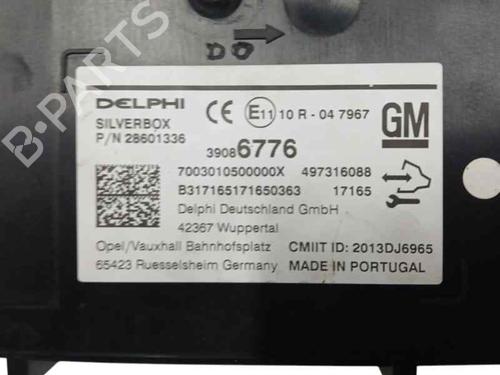 DO
DELPHI
CE E11 10 R - 04 7967
SILVERBOX
P/N 28601336
GM
39086776
7003010500000X 497316088
B317165171650363 17165
Delphi Deutschland GmbH
42367 Wuppertal
Opel/Vauxhall Bahnhofsplatz CMIIT ID: 2013DJ6965
65423 Ruesselsheim Germany MADE IN PORTUGAL
B-PARTS